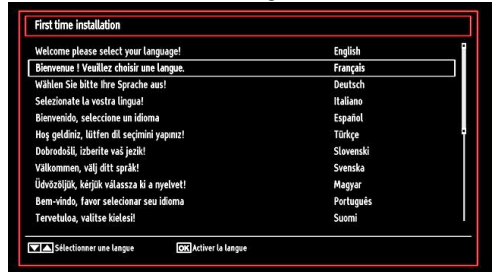 First time installation
Welcome please select your language! English
Bienvenue ! Veuillez choisir une langue. Français
Wählen Sie bitte Ihre Sprache aus! Deutsch
Selezionate la vostra lingua! Italiano
Bienvenido, seleccione un idioma Español
Hoş geldiniz, lütfen dil seçimini yapınız! Türkçe
Dobrodošli, izberite vaš jezik! Slovenski
Välkommen, välj ditt språk! Svenska
Üdvözöljük, kérjük válassza ki a nyelvet! Magyar
Bem-vindo, favor selecionar seu idioma Português
Tervetuloa, valitse kielesi! Suomi
Sélectionner une langue OK Activer la langue